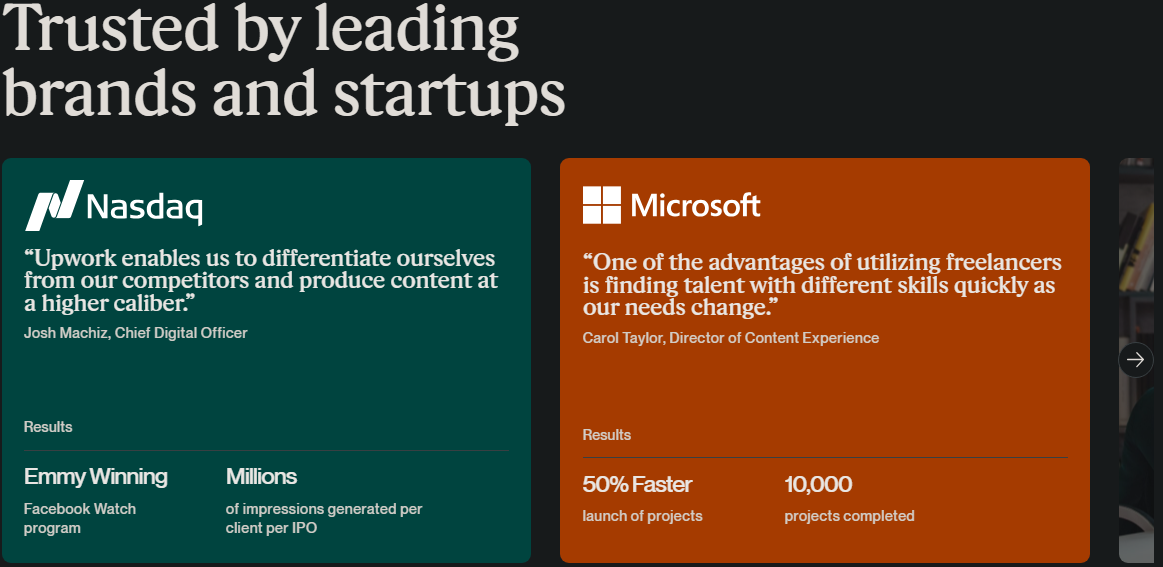 Trusted by leading
brands and startups
Nasdaq
“Upwork enables us to differentiate ourselves
from our competitors and produce content at
a higher caliber.”
Josh Machiz, Chief Digital Officer
Results
Emmy Winning
Facebook Watch
program
Millions
of impressions generated per
client per IPO
Microsoft
“One of the advantages of utilizing freelancers
is finding talent with different skills quickly as
our needs change.”
Carol Taylor, Director of Content Experience
Results
50% Faster
launch of projects
10,000
projects completed